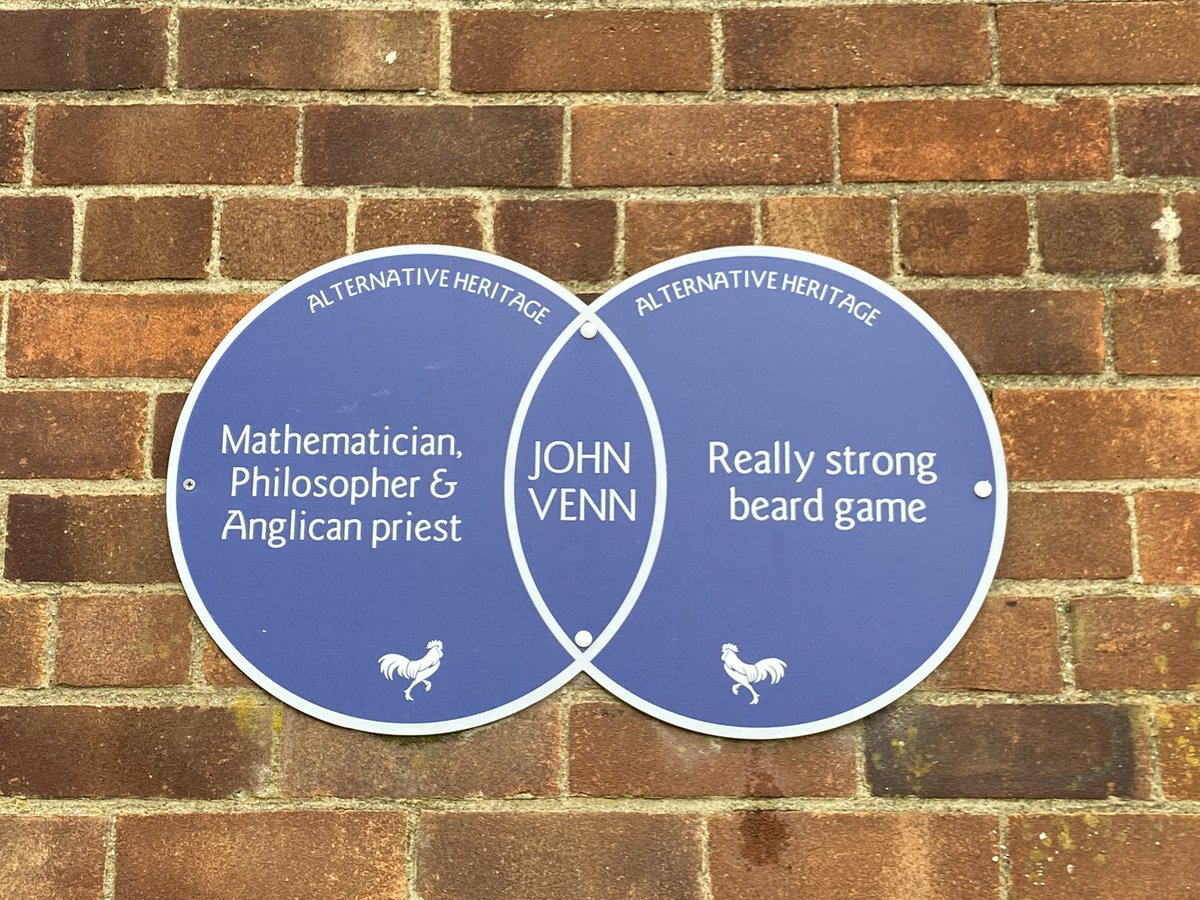 ALTERNATIVE HERITAGE
Mathematician,
Philosopher &
Anglican priest
JOHN
VENN
ALTERNATIVE HERITAGE
Really strong
beard game